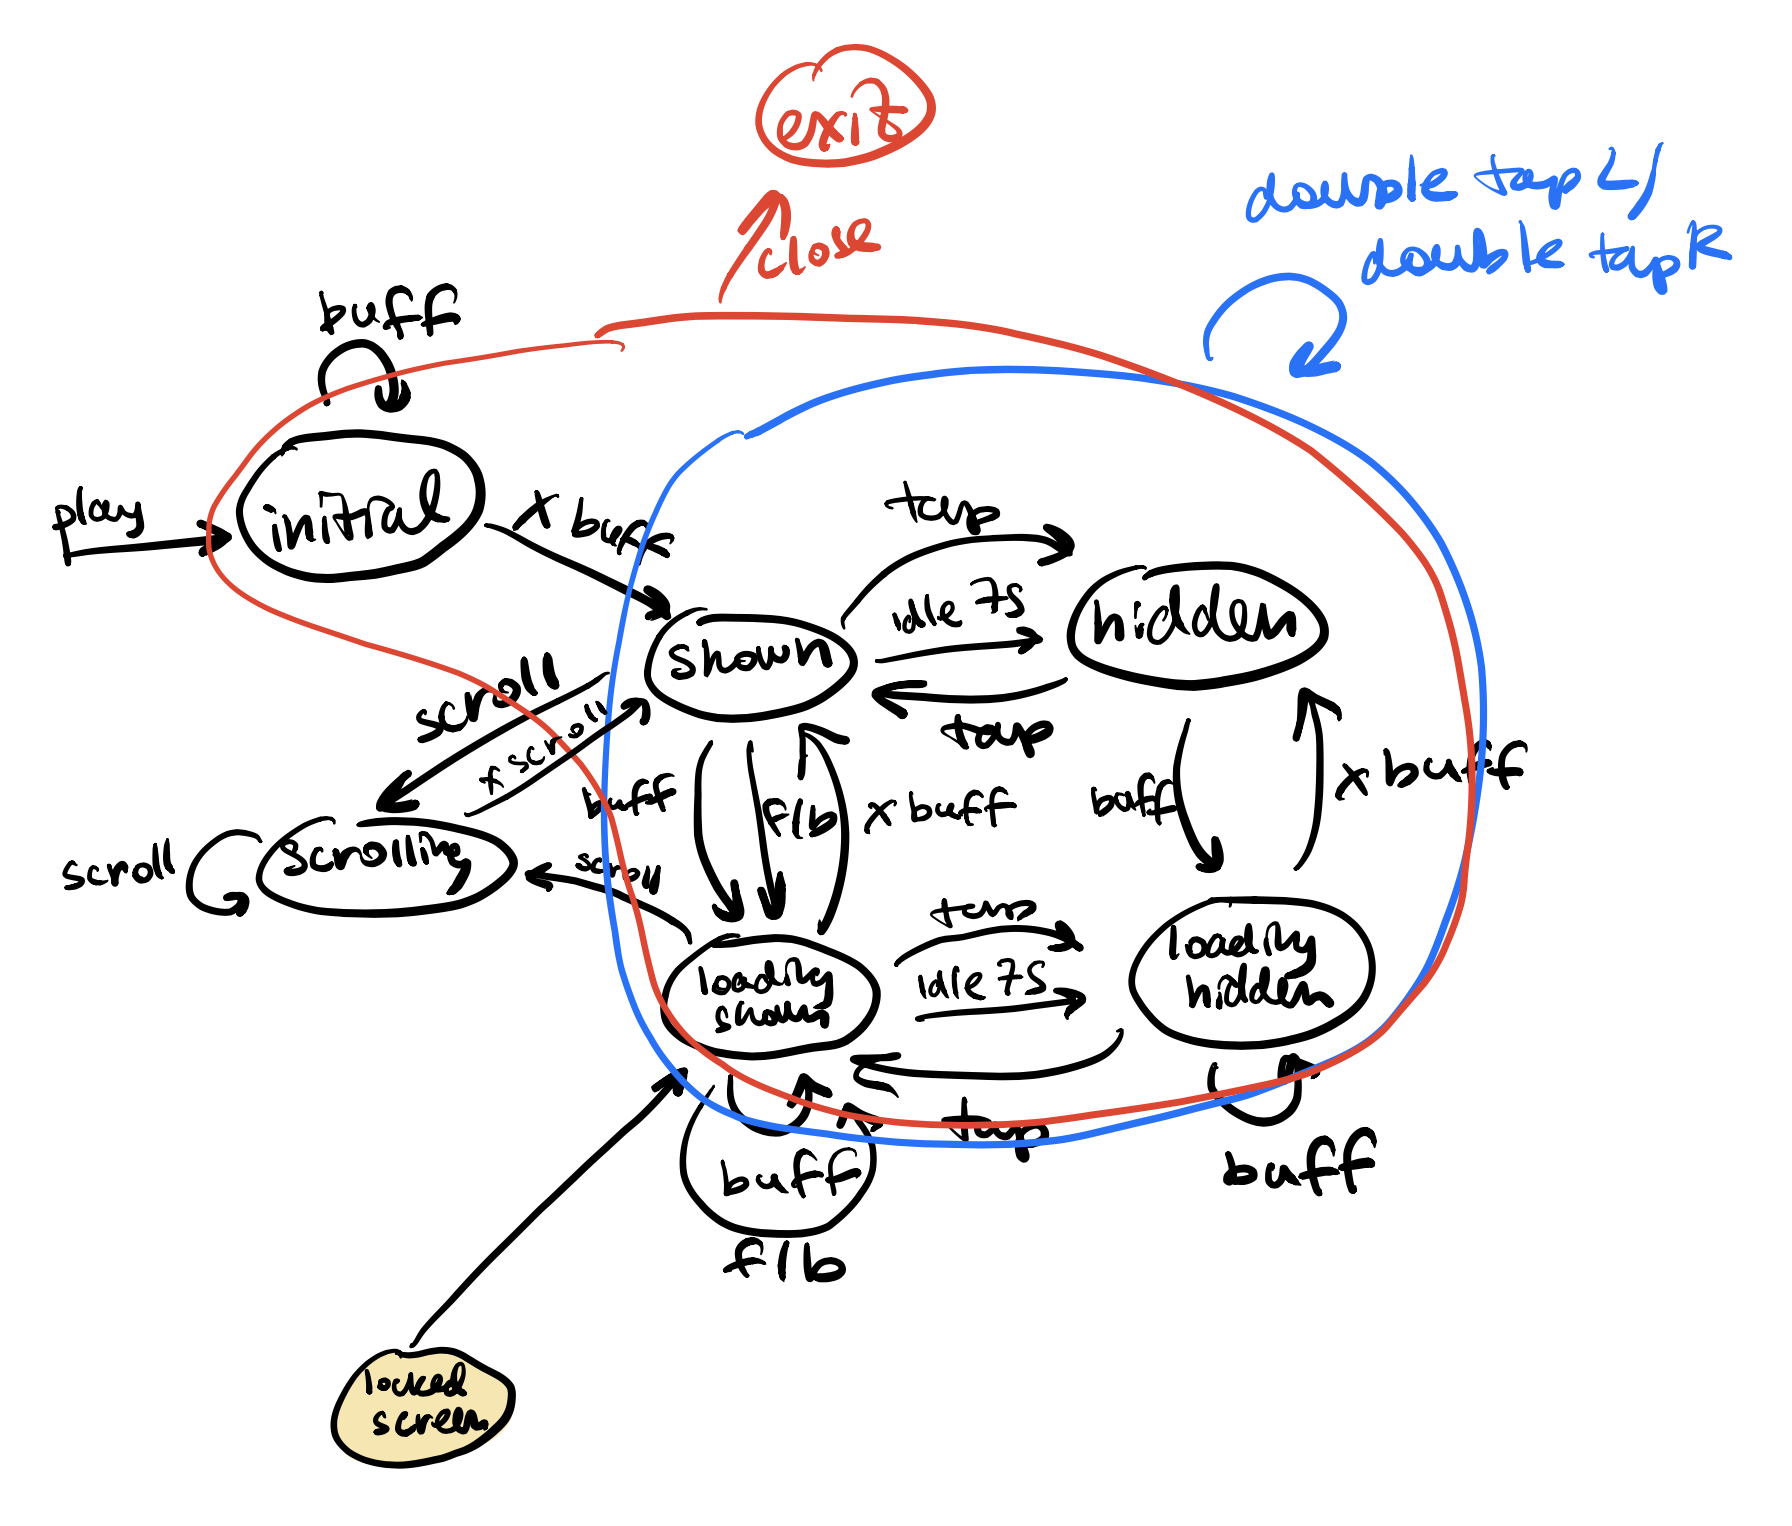 exit
close
double tap L/
double tap R
buff
initial
play
x buff
tap
idle 7s
hidden
shown
tap
scroll
x scroll
buff
f/b
x buff
buff
x buff
scrolling
scroll
scroll
tap
idle 7s
loading
shown
loading
hidden
tap
buff
f/b
buff
locked
screen